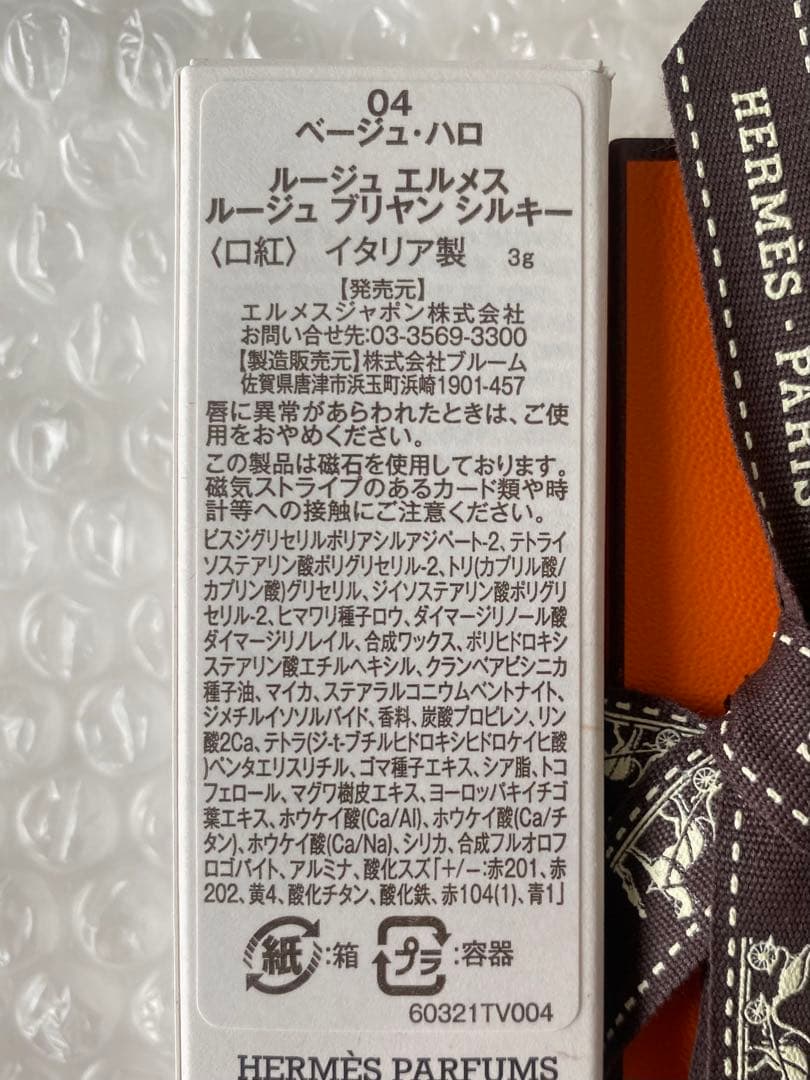 04
ベージュ・ハロ
ルージュ エルメス
ルージュ ブリヤン シルキー
〈口紅〉 イタリア製 3g
【発売元】
エルメスジャポン株式会社
お問い合せ先:03-3569-3300
【製造販売元】株式会社ブルーム
佐賀県唐津市浜玉町浜崎1901-457
唇に異常があらわれたときは、ご使
用をおやめください。
この製品は磁石を使用しております。
磁気ストライプのあるカード類や時
計等への接触にご注意ください。
ビスジグリセリルポリアシルアジペート-2、テトライ
ソステアリン酸ポリグリセリル-2、トリ(カプリル酸/
カプリン酸)グリセリル、ジイソステアリン酸ポリグリ
セリル-2、ヒマワリ種子ロウ、ダイマージリノール酸
ダイマージリノレイル、合成ワックス、ポリヒドロキシ
ステアリン酸エチルヘキシル、クランベアビシニカ
種子油、マイカ、ステアラルコニウムベントナイト、
ジメチルイソソルバイド、香料、炭酸プロピレン、リン
酸2Ca、テトラ(ジ-t-ブチルヒドロキシヒドロケイヒ酸
)ペンタエリスリチル、ゴマ種子エキス、シア脂、トコ
フェロール、マグワ樹皮エキス、ヨーロッパキイチゴ
葉エキス、ホウケイ酸(Ca/Al)、ホウケイ酸(Ca/チ
タン)、ホウケイ酸(Ca/Na)、シリカ、合成フルオロフ
ロゴパイト、アルミナ、酸化スズ「+/−:赤201、赤
202、黄4、酸化チタン、酸化鉄、赤104(1)、青1」
紙:箱 プラ:容器
60321TV004
HERMÈS PARFUMS
HERMÈS · PARIS